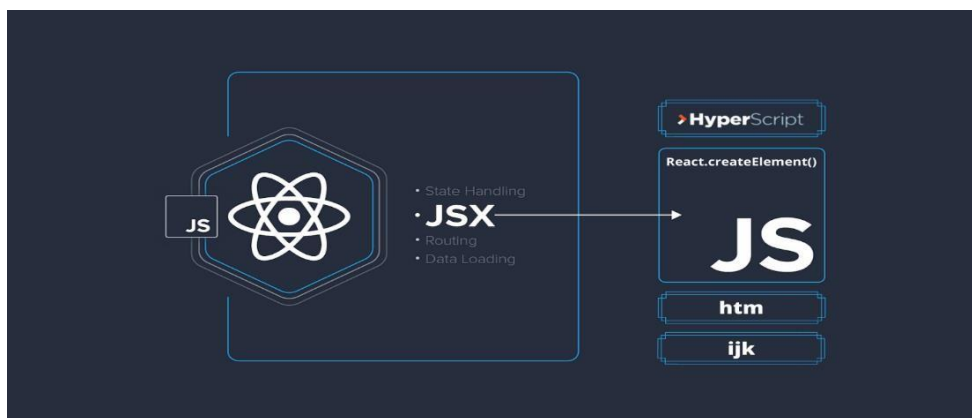 JS
• State Handling
• JSX
• Routing
• Data Loading
HyperScript
React.createElement()
JS
htm
ijk